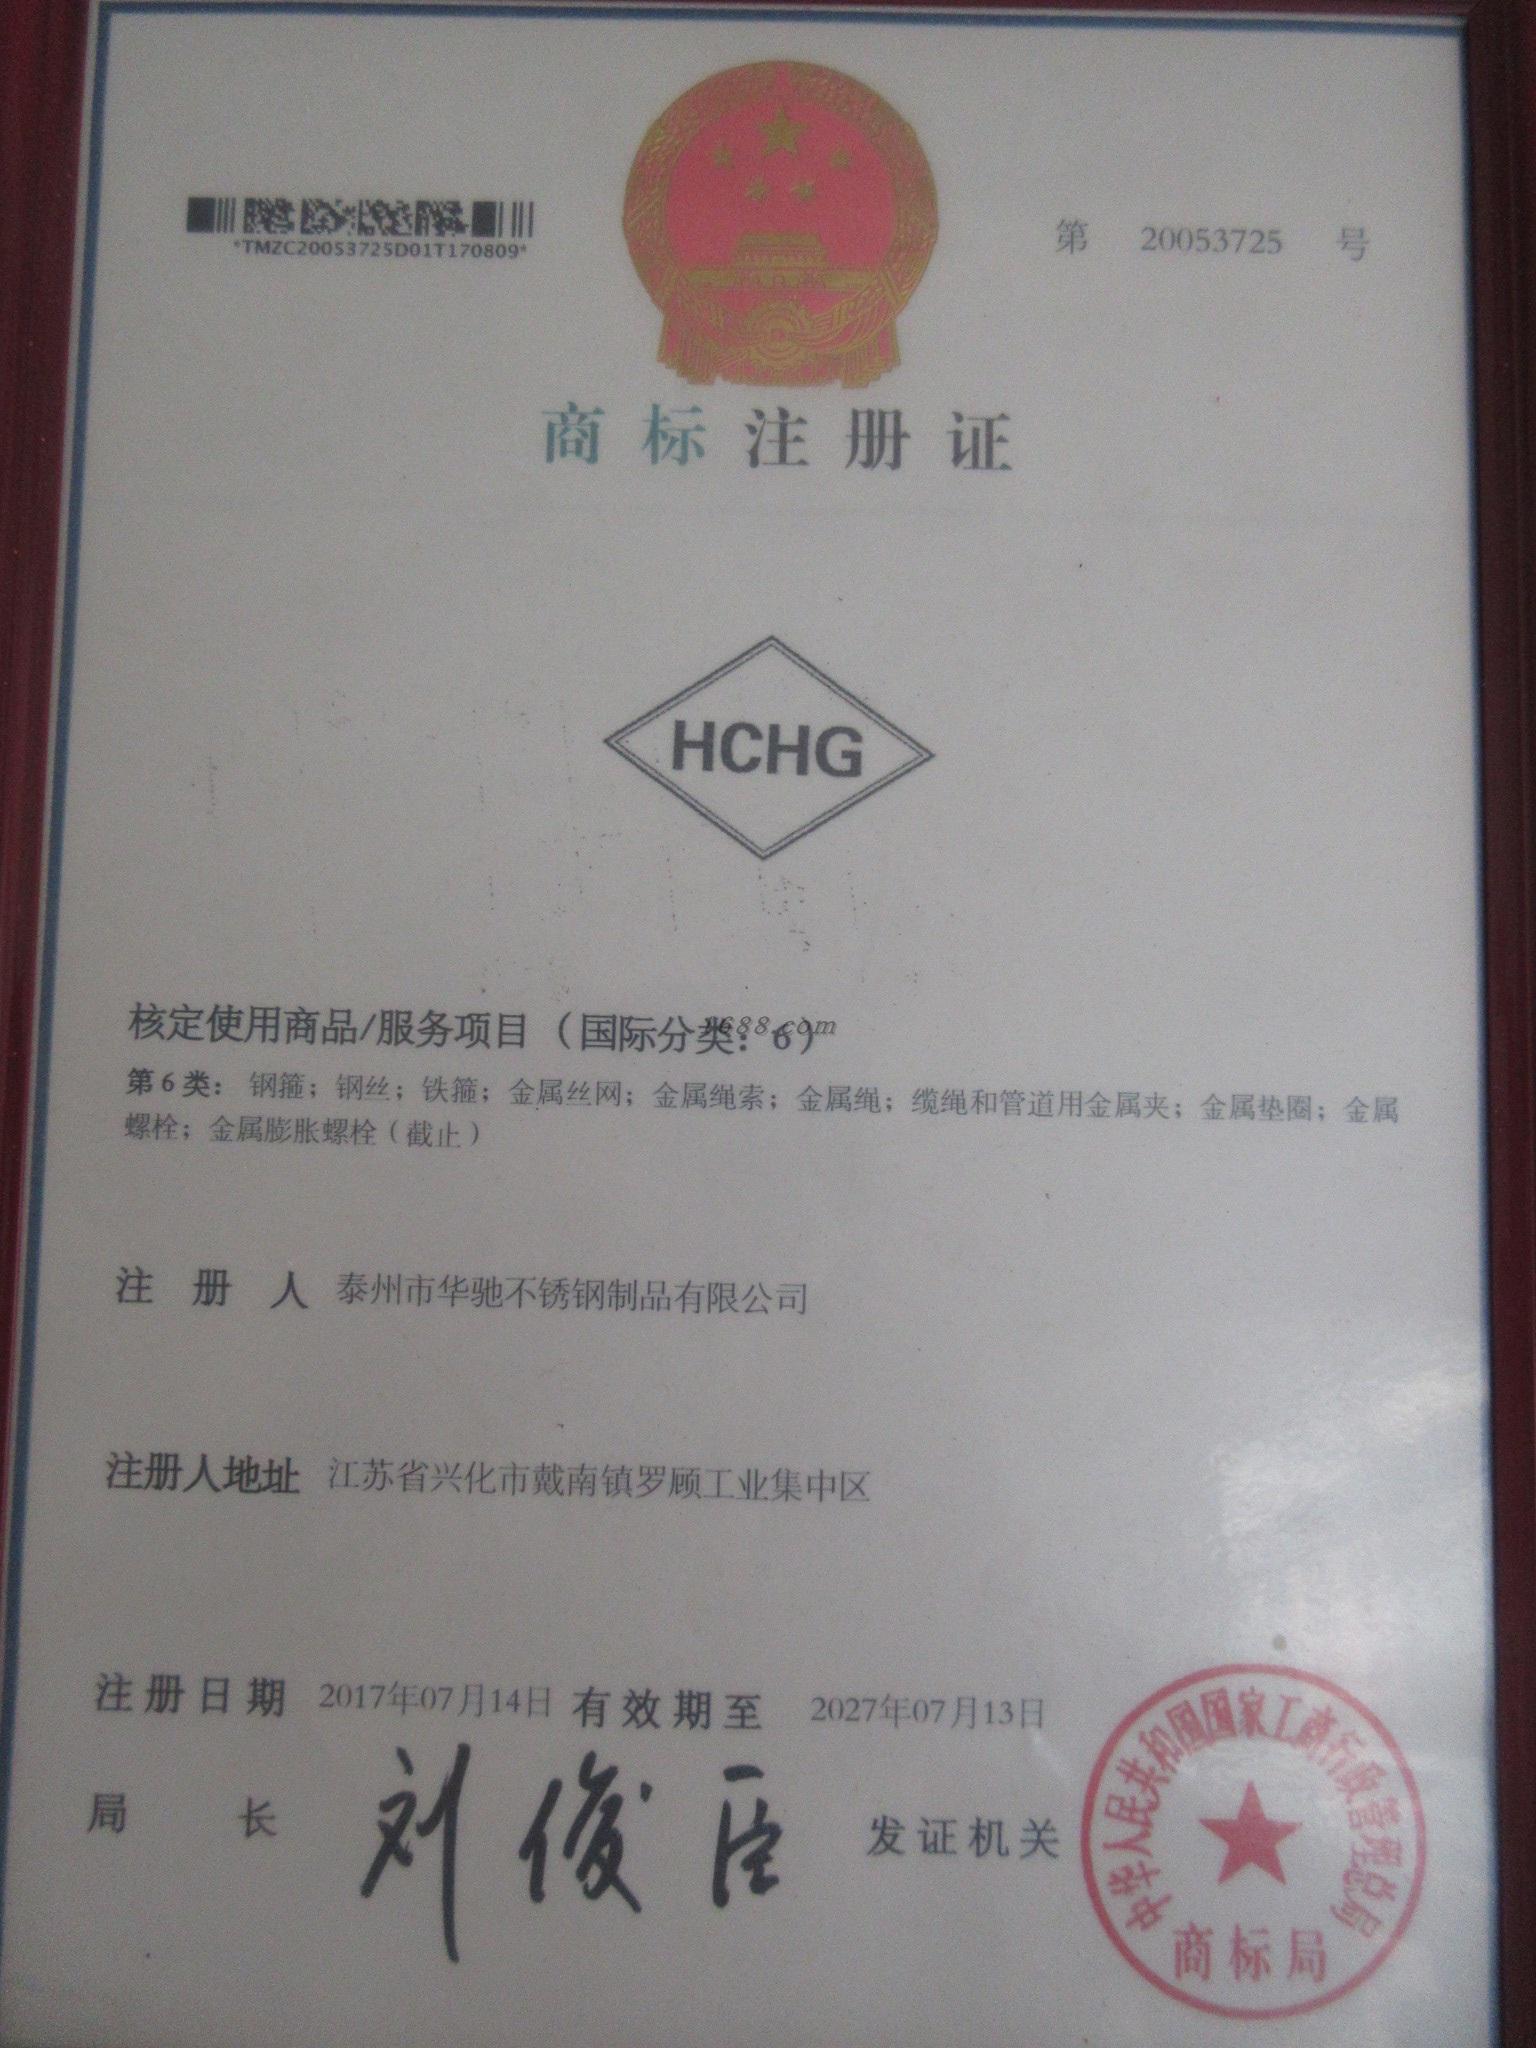 *TMZC20053725D01T170809*
第 20053725 号
商标注册证
HCHG
核定使用商品/服务项目（国际分类：6）
1688.com
第6类：钢箍；钢丝；铁箍；金属丝网；金属绳索；金属绳；缆绳和管道用金属夹；金属垫圈；金属
螺栓；金属膨胀螺栓（截止）
注册人 泰州市华驰不锈钢制品有限公司
注册人地址 江苏省兴化市戴南镇罗顾工业集中区
注册日期 2017年07月14日 有效期至 2027年07月13日
局长 刘俊臣 发证机关
中华人民共和国国家工商行政管理总局
商标局